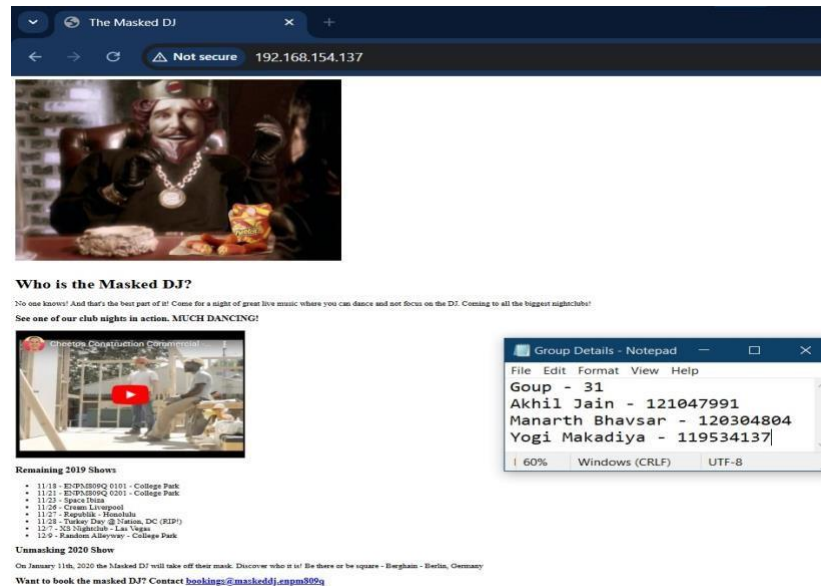 The Masked DJ
Not secure 192.168.154.137
Who is the Masked DJ?
No one knows! And that's the best part of it! Come for a night of great live music where you can dance and not focus on the DJ. Coming to all the biggest nightclubs!
See one of our club nights in action. MUCH DANCING!
Cheetos Construction Commercial ...
Group Details - Notepad
File Edit Format View Help
Goup - 31
Akhil Jain - 121047991
Manarth Bhavsar - 120304804
Yogi Makadiya - 119534137
60% Windows (CRLF) UTF-8
Remaining 2019 Shows
11/18 - ENPM809Q 0101 - College Park
11/21 - ENPM809Q 0201 - College Park
11/23 - Space Ibiza
11/26 - Cream Liverpool
11/27 - Republik - Honolulu
11/28 - Turkey Day @ Nation, DC (RIP!)
12/7 - XS Nightclub - Las Vegas
12/9 - Random Alleyway - College Park
Unmasking 2020 Show
On January 11th, 2020 the Masked DJ will take off their mask. Discover who it is! Be there or be square - Berghain - Berlin, Germany
Want to book the masked DJ? Contact bookings@maskeddj.enpm809q